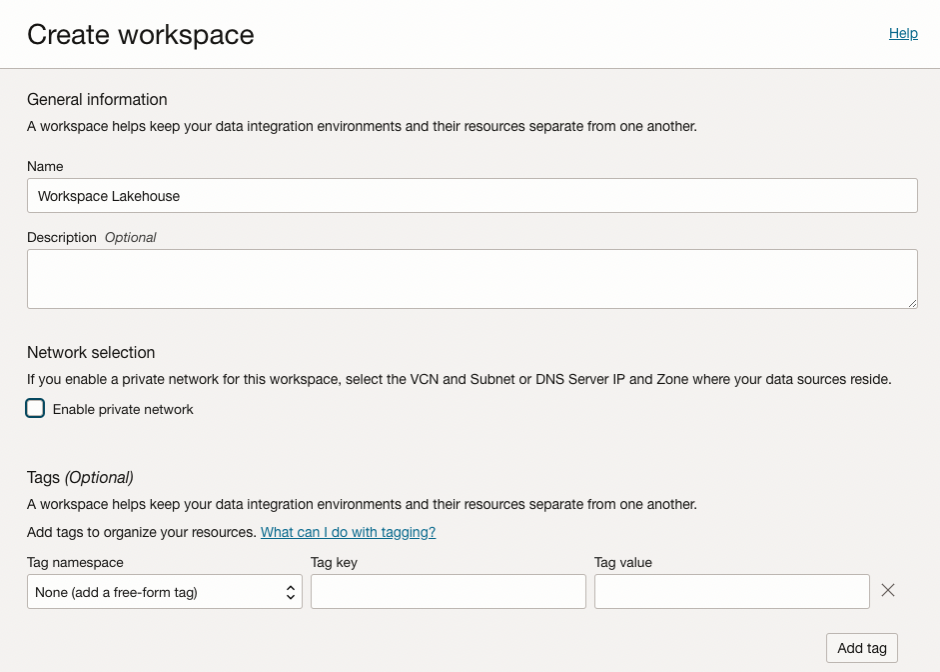 Create workspace
Help
General information
A workspace helps keep your data integration environments and their resources separate from one another.
Name
Workspace Lakehouse
Description Optional
Network selection
If you enable a private network for this workspace, select the VCN and Subnet or DNS Server IP and Zone where your data sources reside.
Enable private network
Tags (Optional)
A workspace helps keep your data integration environments and their resources separate from one another.
Add tags to organize your resources. What can I do with tagging?
Tag namespace
Tag key
Tag value
None (add a free-form tag)
Add tag